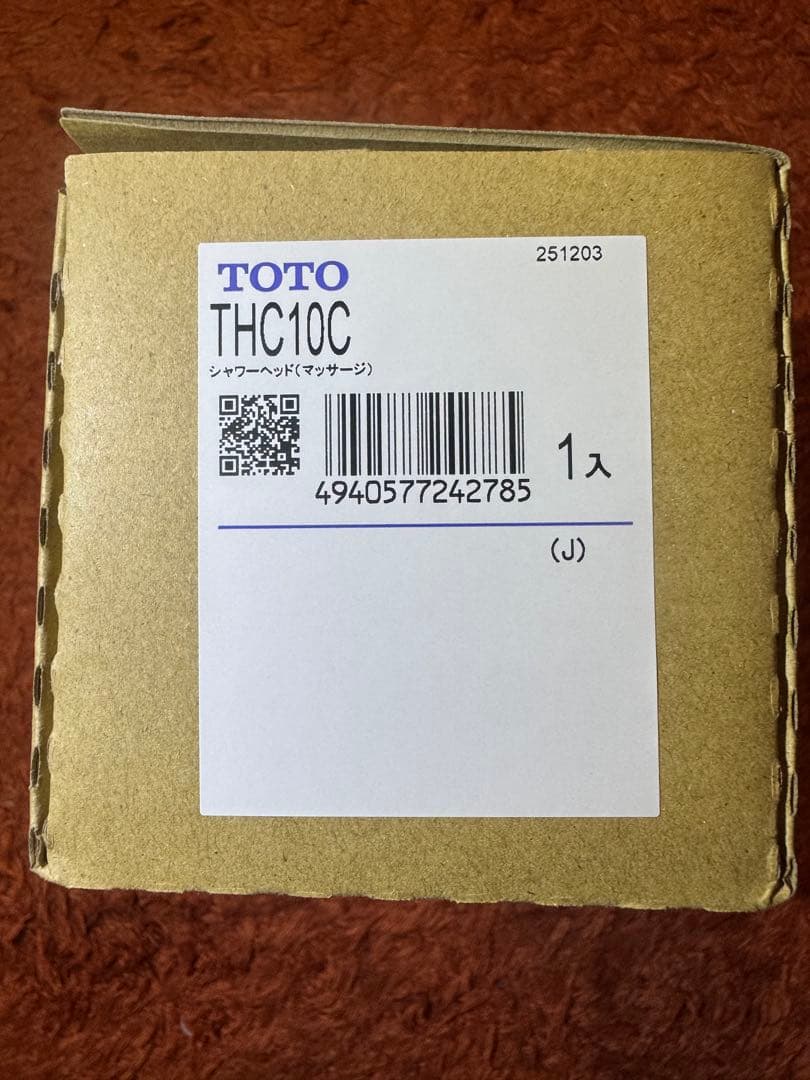 251203
TOTO
THC10C
シャワーヘッド(マッサージ)
1入
4940577242785
(J)